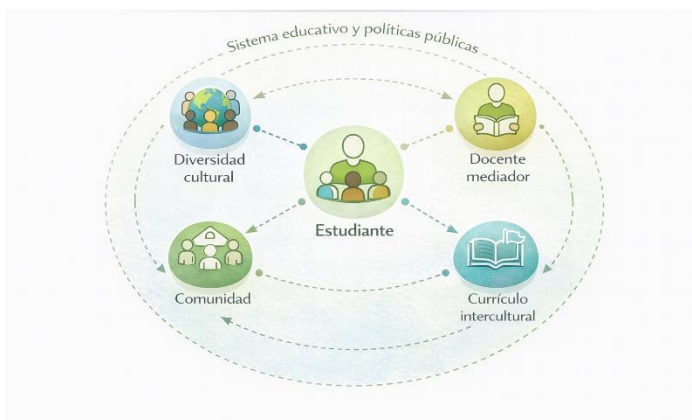 Sistema educativo y políticas públicas
Diversidad
cultural
Docente
mediador
Estudiante
Comunidad
Currículo
intercultural